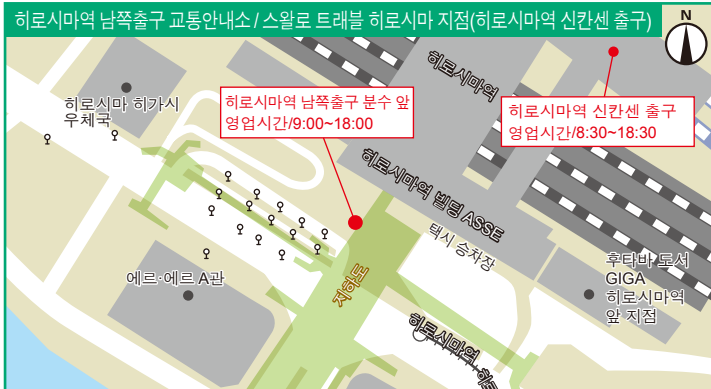 히로시마역 남쪽출구 교통안내소 / 스왈로 트래블 히로시마 지점(히로시마역 신칸센 출구)
N
히로시마역
히로시마 히가시
우체국
히로시마역 남쪽출구 분수 앞
영업시간/9:00~18:00
히로시마역 신칸센 출구
영업시간/8:30~18:30
히로시마역 빌딩 ASSE
택시 승차장
에르·에르 A관
지하도
후타바 도서
GIGA
히로시마역
앞 지점
히로시마역